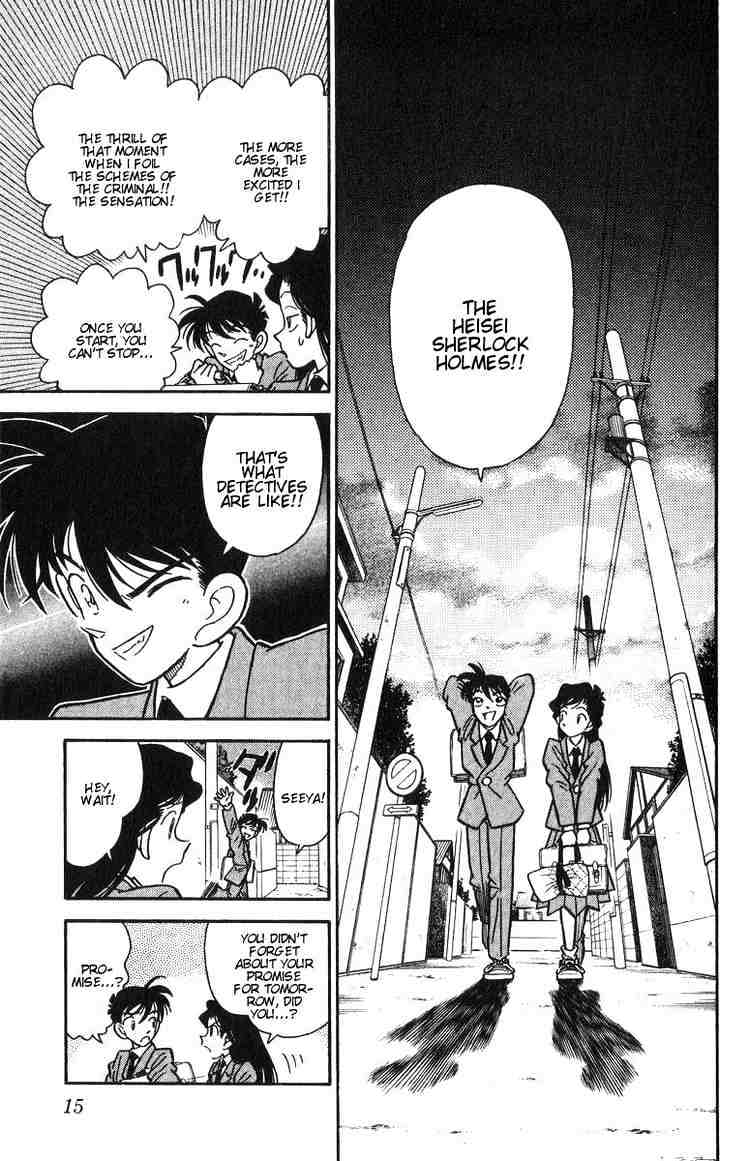 THE
HEISEI
SHERLOCK
HOLMES!!
THE MORE
CASES, THE
MORE
EXCITED I
GET!!
THE THRILL OF
THAT MOMENT
WHEN I FOIL
THE SCHEMES
OF THE
CRIMINAL!!
THE SENSATION!
ワックワック
ONCE YOU
START, YOU
CAN'T STOP...
THAT'S
WHAT
DETECTIVES
ARE LIKE!!
SEEYA!
ダッ
HEY,
WAIT!
YOU DIDN'T
FORGET
ABOUT YOUR
PROMISE
FOR TOMOR-
ROW, DID
YOU...?
PRO-
MISE...?
15